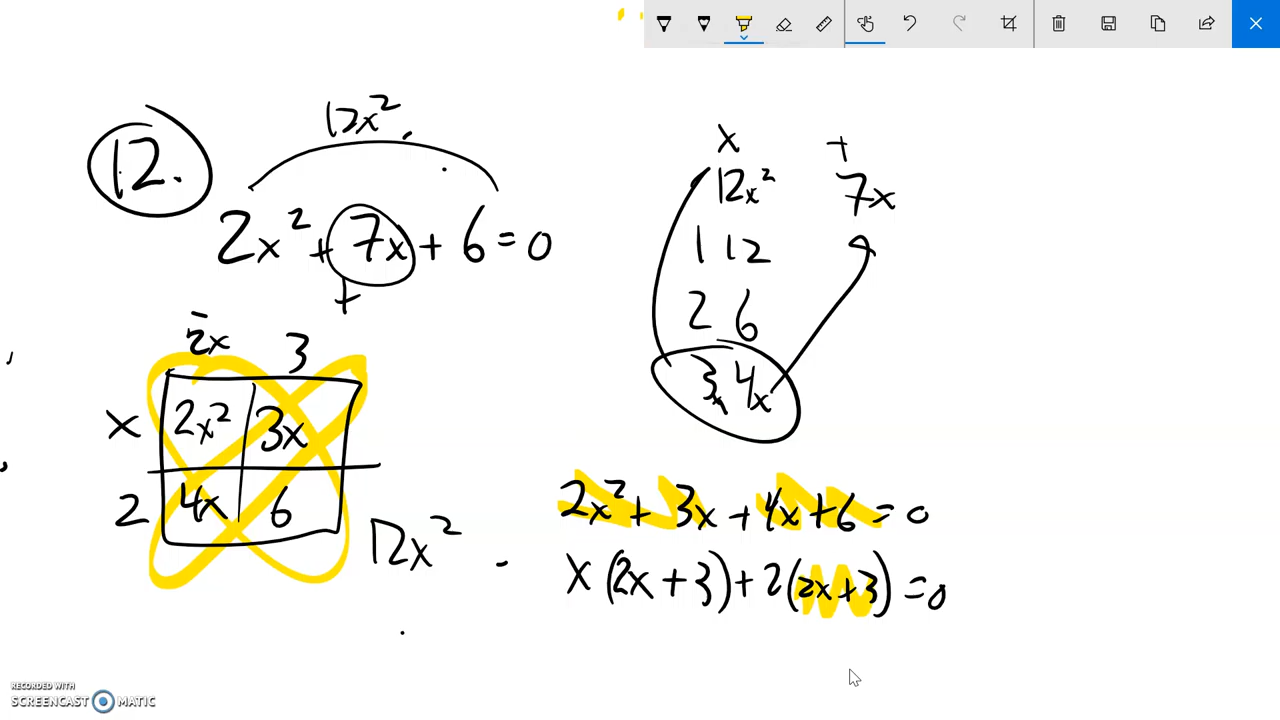 12.
12x²
2x² + 7x + 6 = 0
+
x +
12x² 7x
1 12
2 6
3x 4x
2x 3
x 2x² 3x
2 4x 6
12x²
2x² + 3x + 4x + 6 = 0
x(2x + 3) + 2(2x + 3) = 0
RECORDED WITH
SCREENCAST MATIC